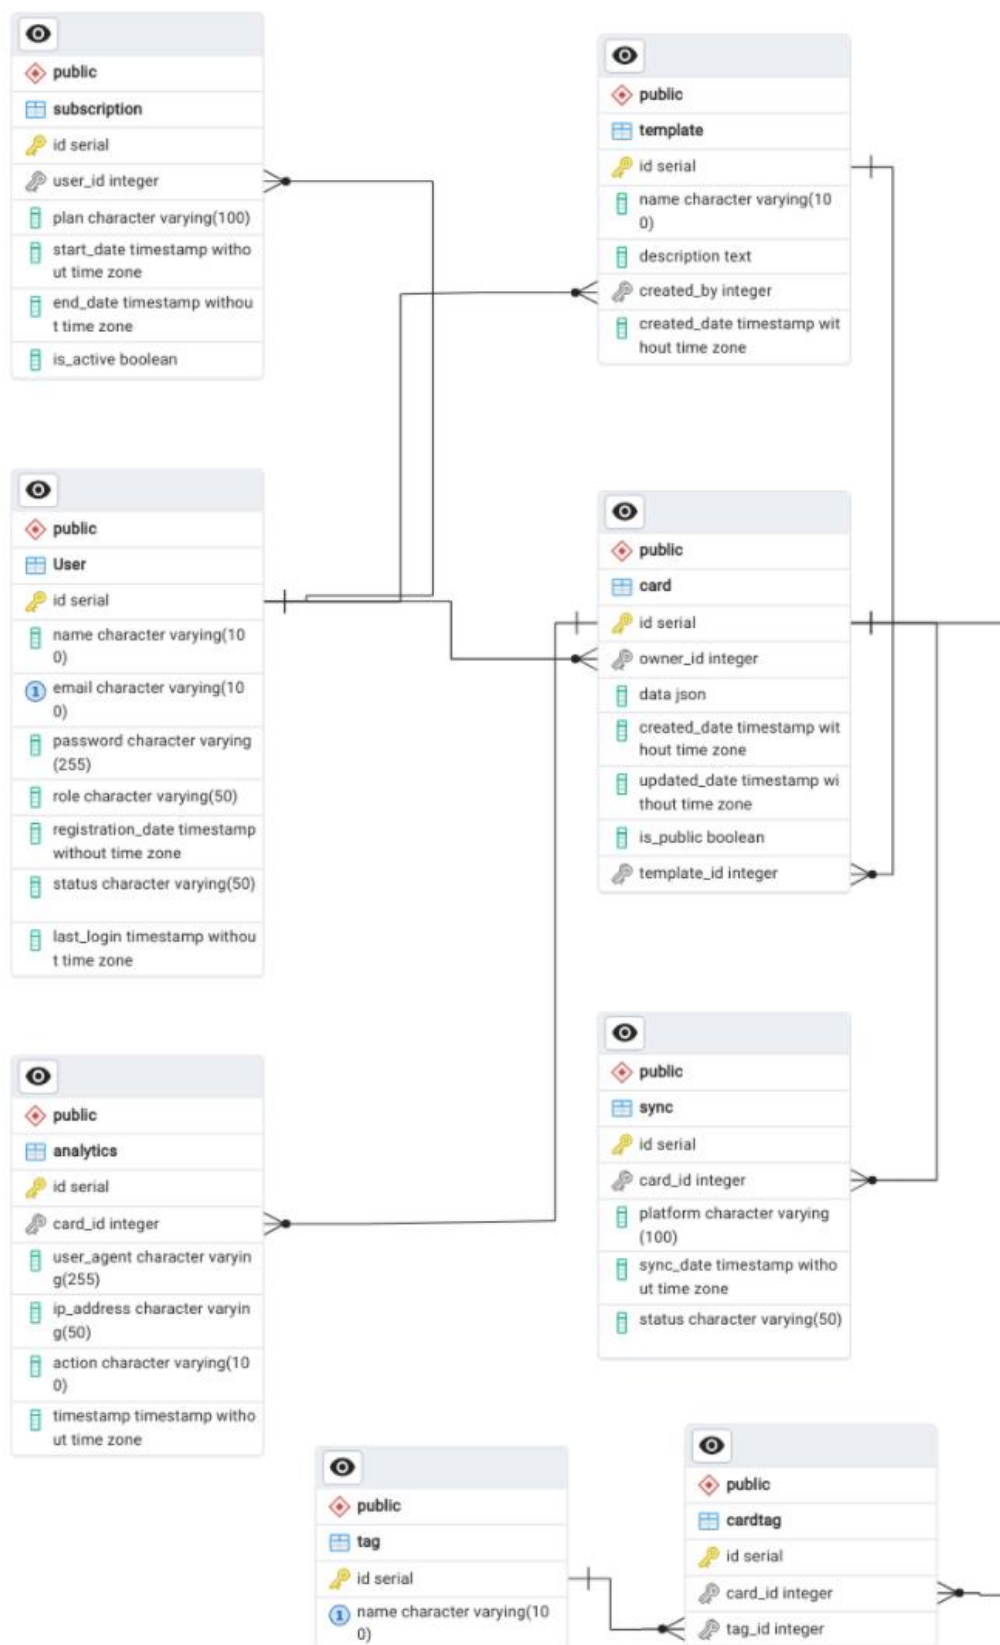 public
subscription
id serial
user_id integer
plan character varying(100)
start_date timestamp witho
ut time zone
end_date timestamp withou
t time zone
is_active boolean
public
template
id serial
name character varying(10
0)
description text
created_by integer
created_date timestamp wit
hout time zone
public
User
id serial
name character varying(10
0)
1
email character varying(10
0)
password character varying
(255)
role character varying(50)
registration_date timestamp
without time zone
status character varying(50)
last_login timestamp withou
t time zone
public
card
id serial
owner_id integer
data json
created_date timestamp wit
hout time zone
updated_date timestamp wi
thout time zone
is_public boolean
template_id integer
public
analytics
id serial
card_id integer
user_agent character varyin
g(255)
ip_address character varyin
g(50)
action character varying(10
0)
timestamp timestamp witho
ut time zone
public
sync
id serial
card_id integer
platform character varying
(100)
sync_date timestamp witho
ut time zone
status character varying(50)
public
tag
id serial
1
name character varying(10
0)
public
cardtag
id serial
card_id integer
tag_id integer